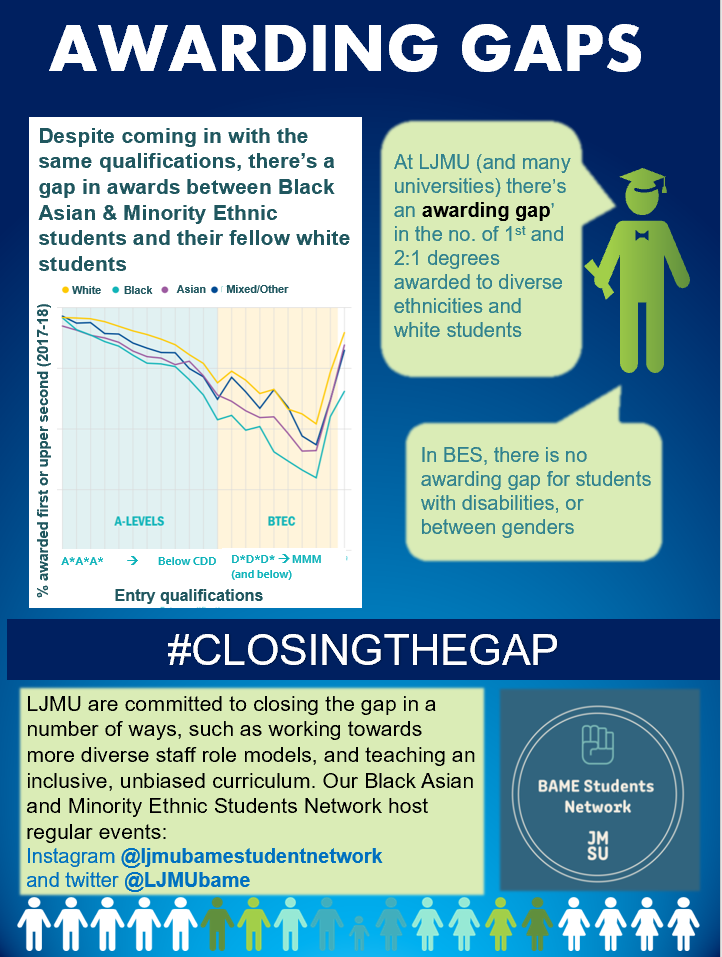 AWARDING GAPS
Despite coming in with the
same qualifications, there's a
gap in awards between Black
Asian & Minority Ethnic
students and their fellow white
students
White Black Asian Mixed/Other
% awarded first or upper second (2017-18)
A-LEVELS BTEC
A*A*A* → Below CDD D*D*D* → MMM
(and below)
Entry qualifications
At LJMU (and many
universities) there's
an awarding gap'
in the no. of 1st and
2:1 degrees
awarded to diverse
ethnicities and
white students
In BES, there is no
awarding gap for students
with disabilities, or
between genders
#CLOSINGTHEGAP
LJMU are committed to closing the gap in a
number of ways, such as working towards
more diverse staff role models, and teaching an
inclusive, unbiased curriculum. Our Black Asian
and Minority Ethnic Students Network host
regular events:
Instagram @ljmubamestudentnetwork
and twitter @LJMUbame
BAME Students
Network
JM
SU